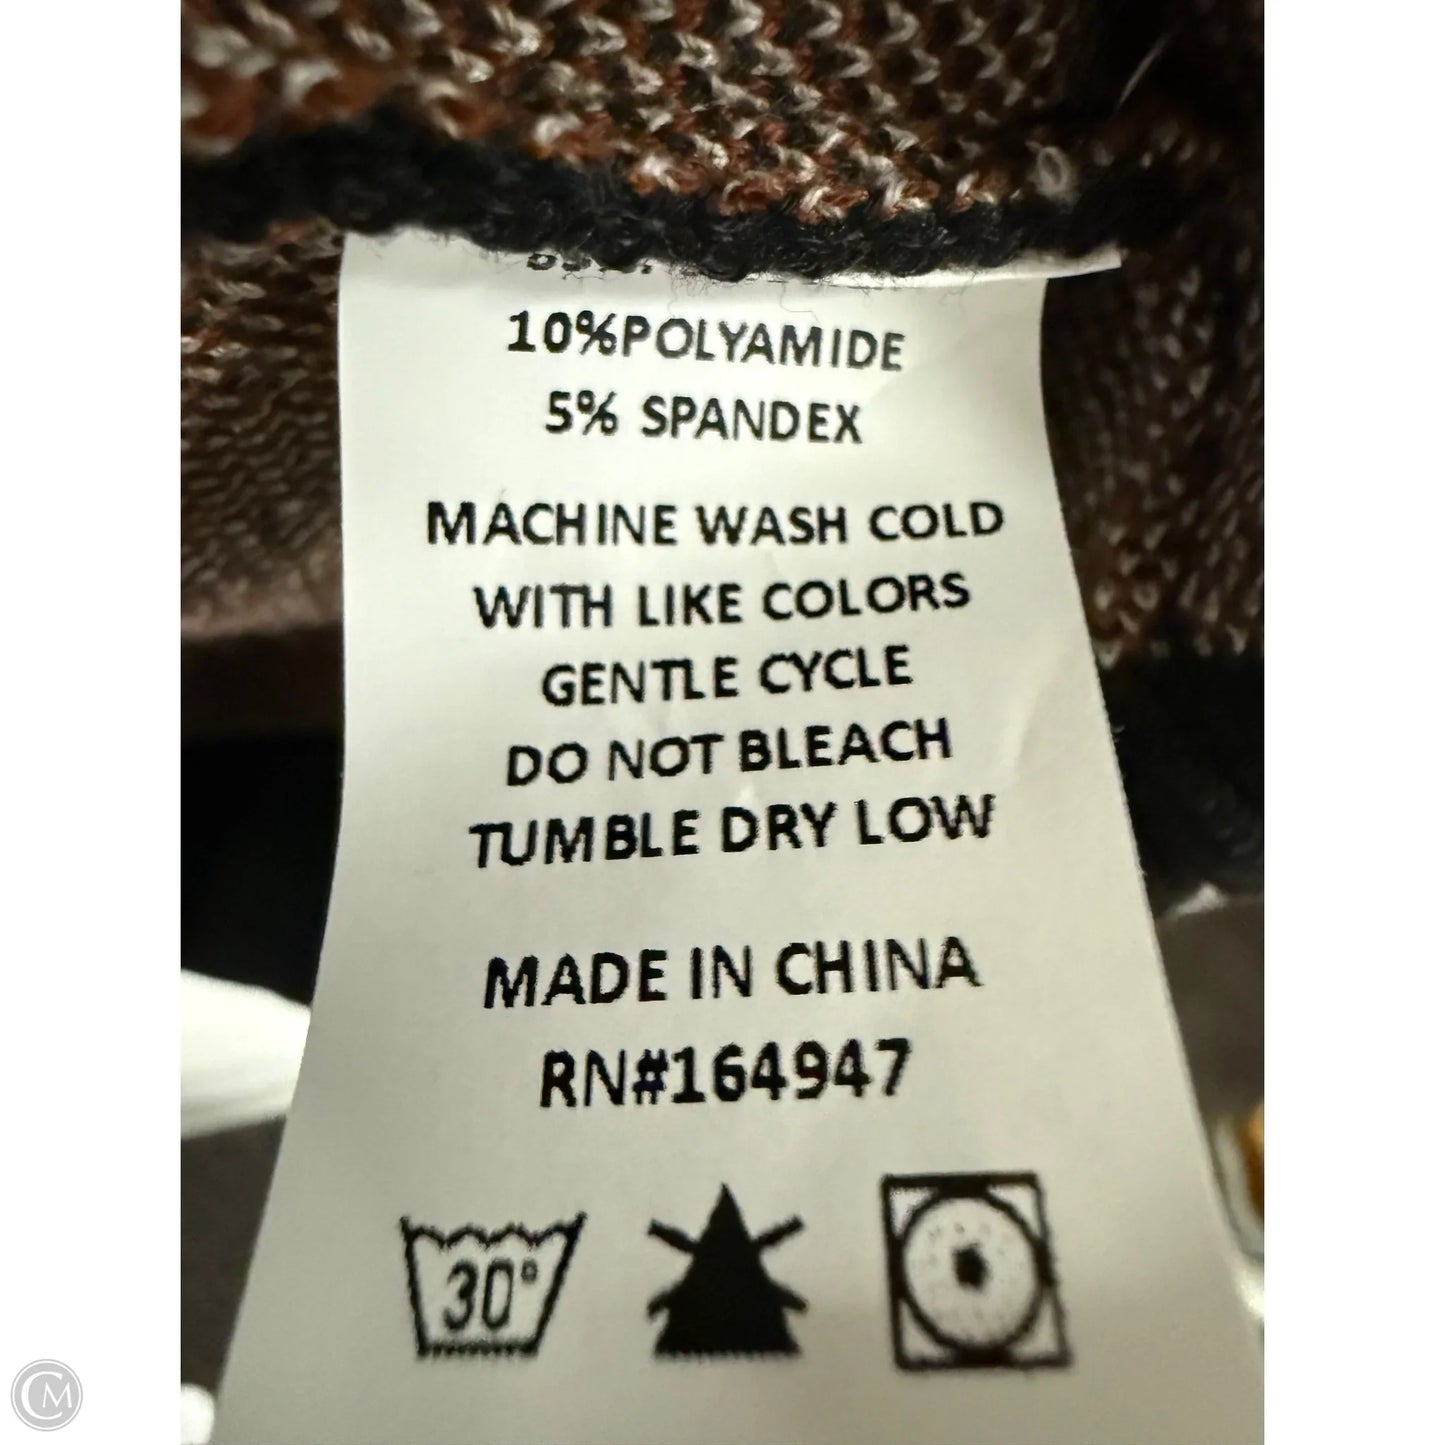 10%POLYAMIDE
5% SPANDEX
MACHINE WASH COLD
WITH LIKE COLORS
GENTLE CYCLE
DO NOT BLEACH
TUMBLE DRY LOW
MADE IN CHINA
RN#164947
30°
CM